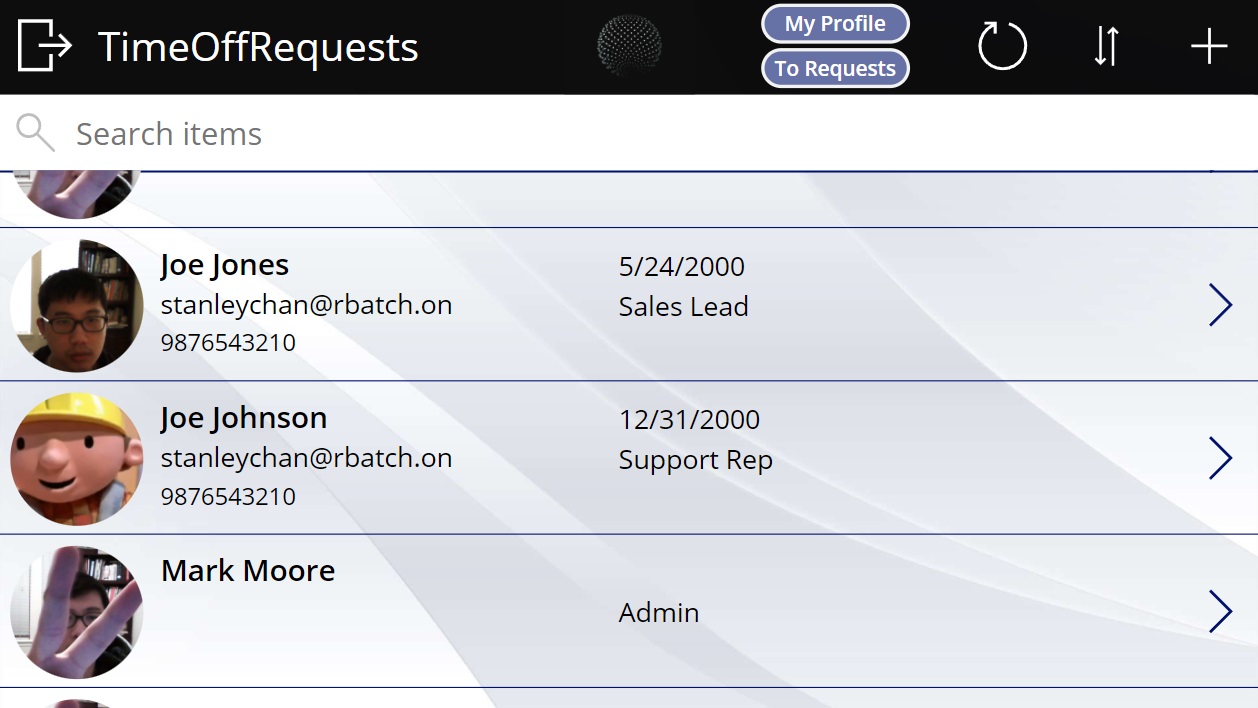 TimeOffRequests
My Profile
To Requests
Search items
Joe Jones
stanleychan@rbatch.on
9876543210
5/24/2000
Sales Lead
Joe Johnson
stanleychan@rbatch.on
9876543210
12/31/2000
Support Rep
Mark Moore
Admin